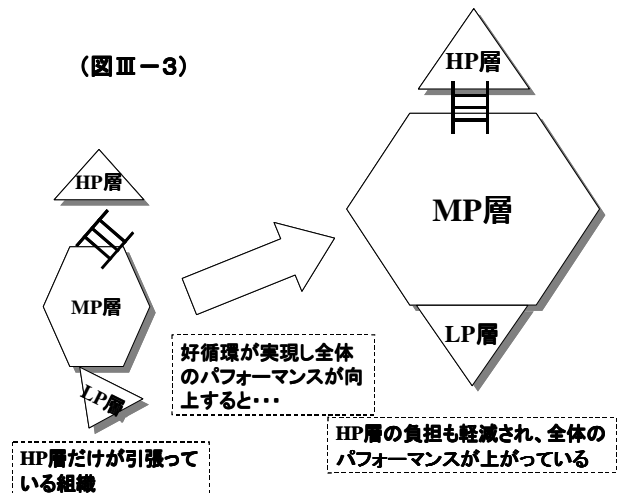 (図Ⅲ－3)
HP層
MP層
LP層
HP層だけが引張って
いる組織
好循環が実現し全体
のパフォーマンスが向
上すると・・・
HP層
MP層
LP層
HP層の負担も軽減され、全体の
パフォーマンスが上がっている